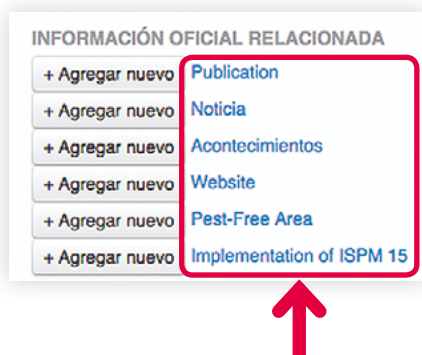 INFORMACIÓN OFICIAL RELACIONADA
+ Agregar nuevo Publication
+ Agregar nuevo Noticia
+ Agregar nuevo Acontecimientos
+ Agregar nuevo Website
+ Agregar nuevo Pest-Free Area
+ Agregar nuevo Implementation of ISPM 15